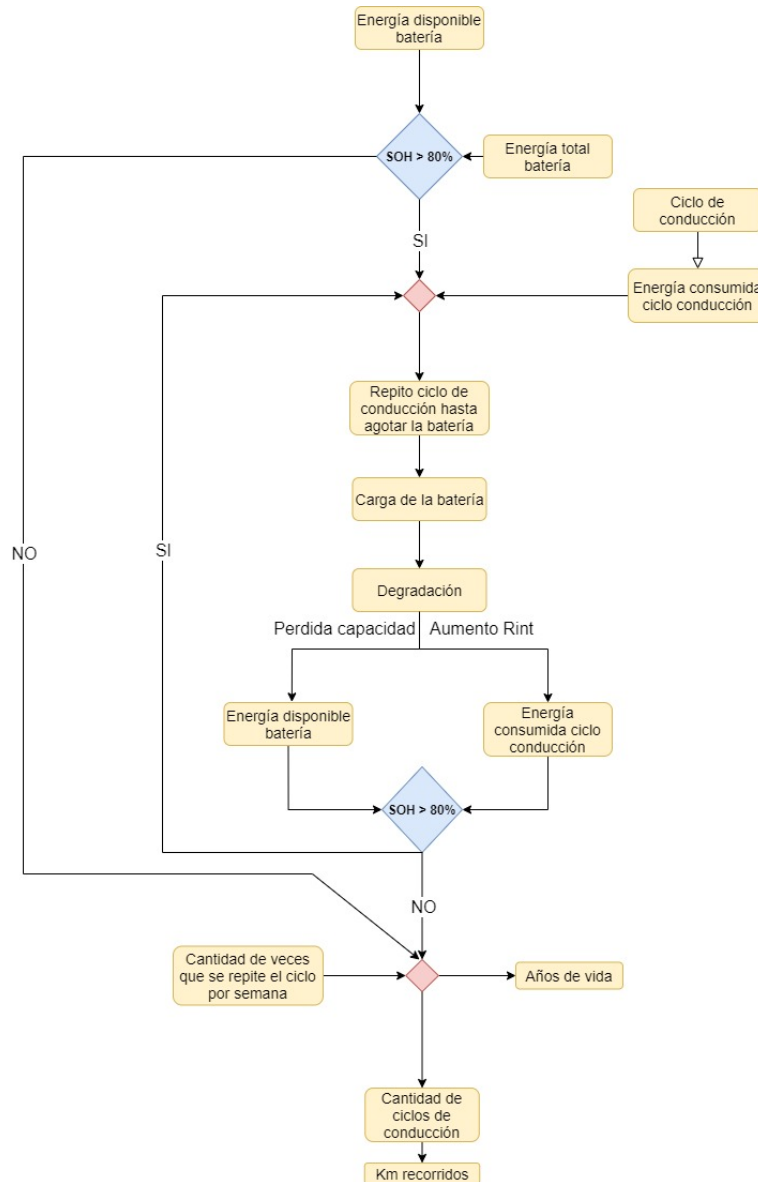 Energía disponible
batería
SOH > 80%
Energía total
batería
Ciclo de
conducción
SI
Energía consumida
ciclo conducción
Repito ciclo de
conducción hasta
agotar la batería
Carga de la batería
NO
SI
Degradación
Perdida capacidad
Aumento Rint
Energía disponible
batería
Energía
consumida ciclo
conducción
SOH > 80%
NO
Cantidad de veces
que se repite el ciclo
por semana
Años de vida
Cantidad de
ciclos de
conducción
Km recorridos